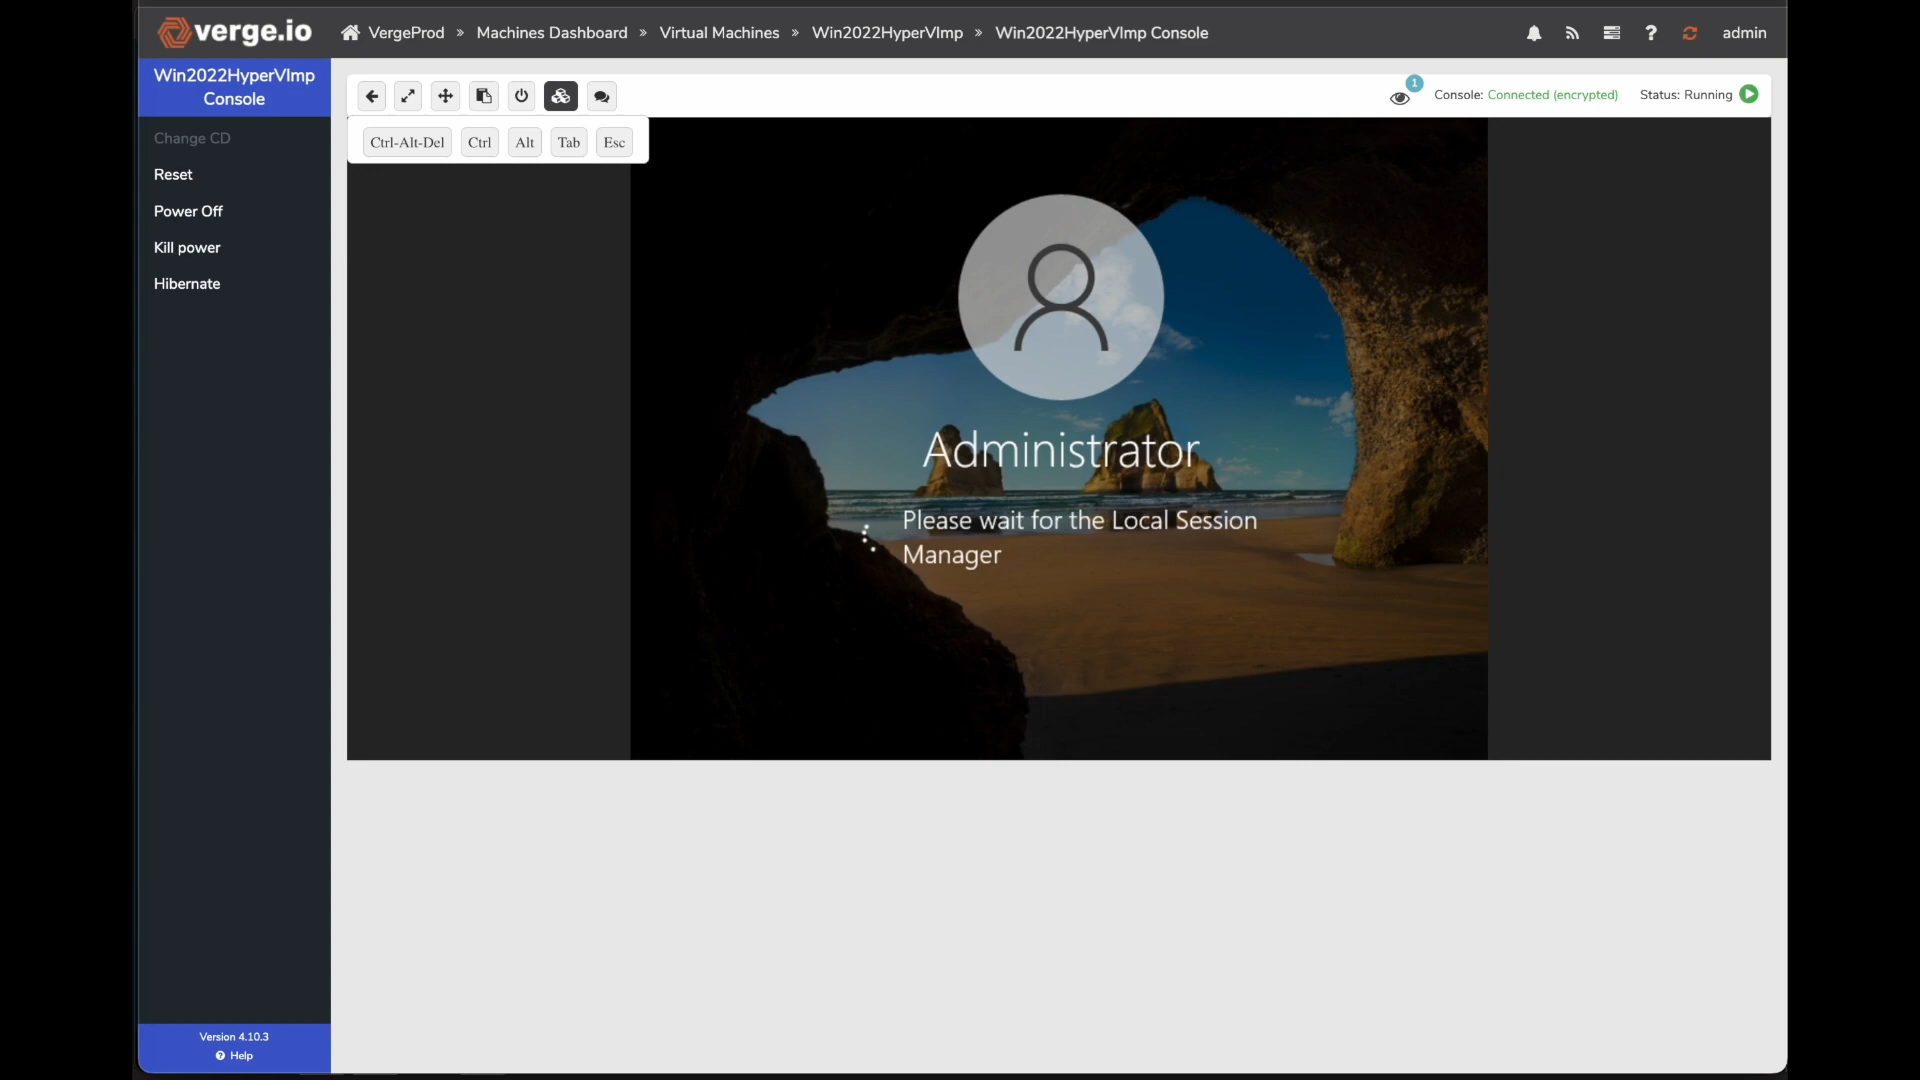 verge.io
VergeProd » Machines Dashboard » Virtual Machines » Win2022HyperVImp » Win2022HyperVImp Console
? admin
Win2022HyperVImp
Console
1
Console: Connected (encrypted) Status: Running
Change CD
Ctrl-Alt-Del Ctrl Alt Tab Esc
Reset
Power Off
Kill power
Hibernate
Administrator
Please wait for the Local Session
Manager
Version 4.10.3
? Help